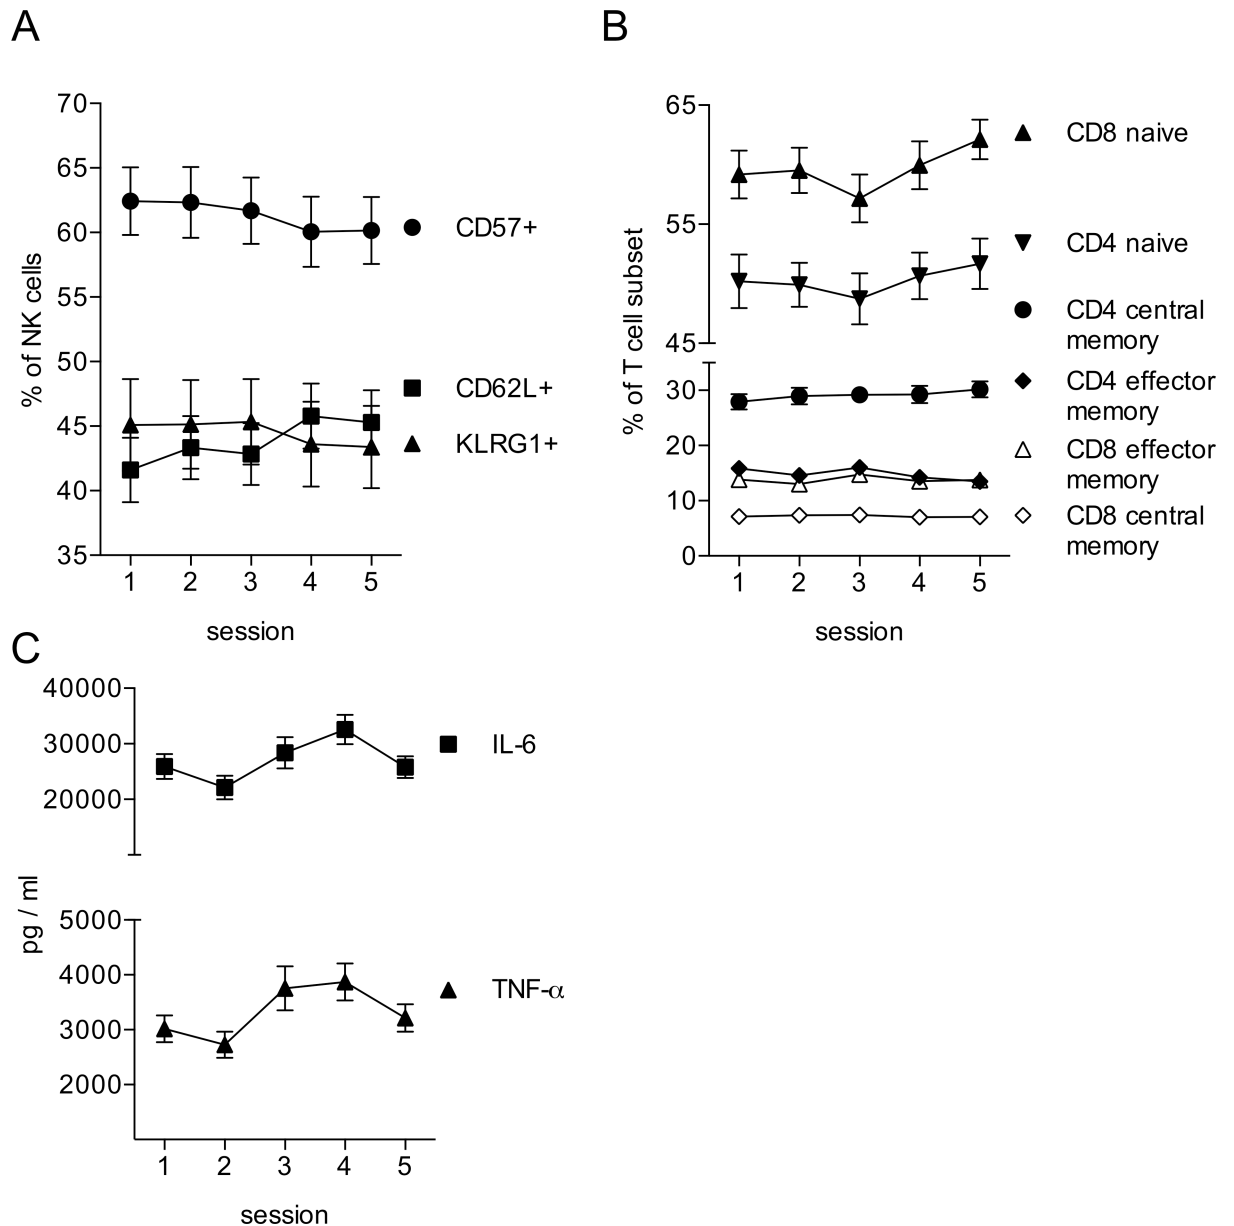 A
70
65
60
55
50
45
40
35
% of NK cells
CD57+
CD62L+
KLRG1+
1 2 3 4 5
session
B
65
55
45
30
20
10
0
% of T cell subset
CD8 naive
CD4 naive
CD4 central
memory
CD4 effector
memory
CD8 effector
memory
CD8 central
memory
1 2 3 4 5
session
C
40000
30000
20000
5000
4000
3000
2000
pg / ml
IL-6
TNF-α
1 2 3 4 5
session